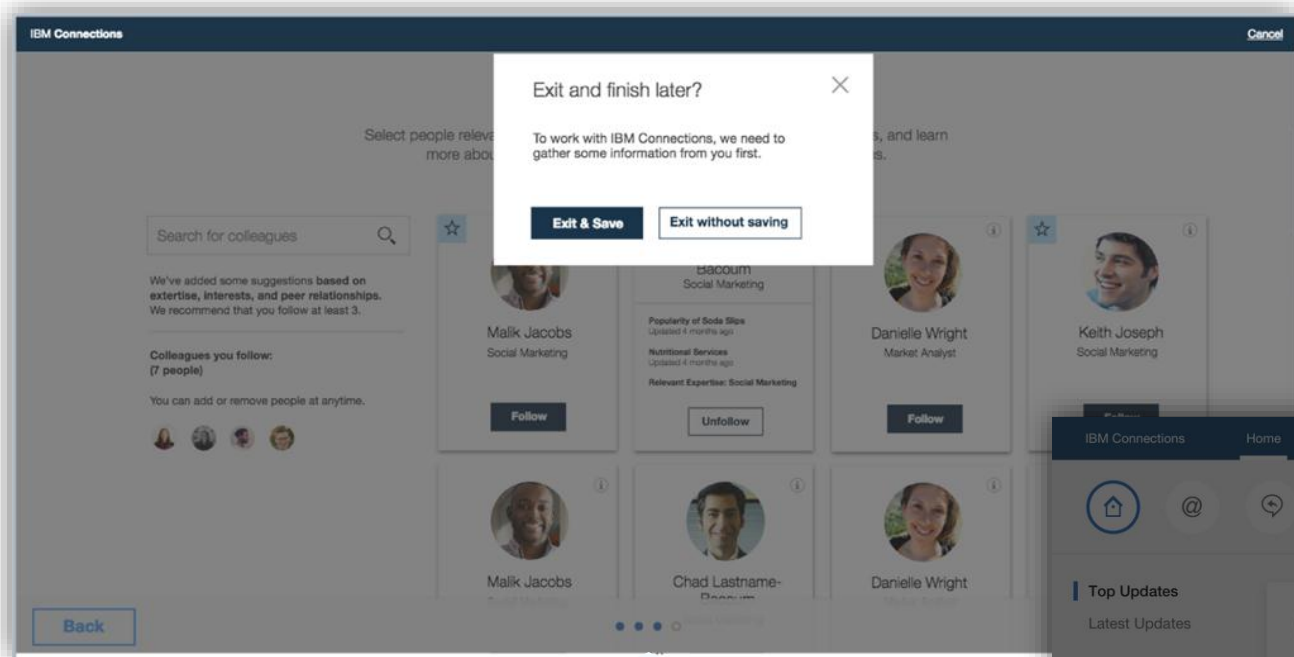 IBM Connections
Cancel
Exit and finish later?
To work with IBM Connections, we need to
gather some information from you first.
Exit & Save
Exit without saving
Select people releva
s, and learn
more abou
s.
Search for colleagues
We've added some suggestions based on
extertise, interests, and peer relationships.
We recommend that you follow at least 3.
Colleagues you follow:
(7 people)
You can add or remove people at anytime.
Malik Jacobs
Social Marketing
Follow
Bacoum
Social Marketing
Popularity of Soda Slips
Updated 4 months ago
Nutritional Services
Updated 4 months ago
Relevant Expertise: Social Marketing
Unfollow
Danielle Wright
Market Analyst
Follow
Keith Joseph
Social Marketing
Follow
Malik Jacobs
Chad Lastname-
Bacoum
Danielle Wright
Back
IBM Connections
Home
@
Top Updates
Latest Updates